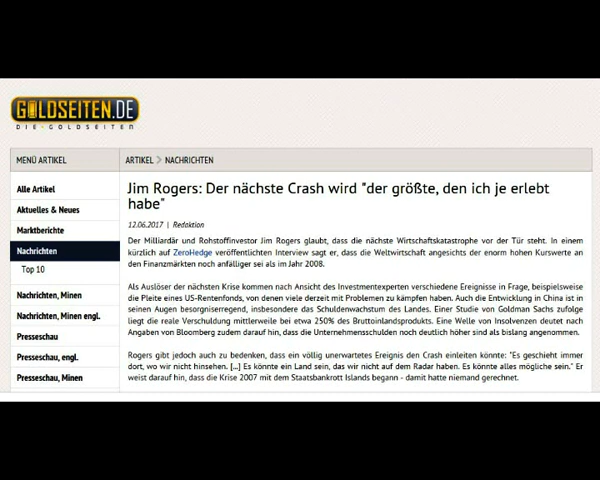 GOLDSEITEN.DE
DIE-GOLDSEITEN
MENÜ ARTIKEL
ARTIKEL > NACHRICHTEN
Alle Artikel
Aktuelles & Neues
Marktberichte
Nachrichten
Top 10
Nachrichten, Minen
Nachrichten, Minen engl.
Presseschau
Presseschau, engl.
Presseschau, Minen
Jim Rogers: Der nächste Crash wird "der größte, den ich je erlebt
habe"
12.06.2017 | Redaktion
Der Milliardär und Rohstoffinvestor Jim Rogers glaubt, dass die nächste Wirtschaftskatastrophe vor der Tür steht. In einem
kürzlich auf ZeroHedge veröffentlichten Interview sagt er, dass die Weltwirtschaft angesichts der enorm hohen Kurswerte an
den Finanzmärkten noch anfälliger sei als im Jahr 2008.
Als Auslöser der nächsten Krise kommen nach Ansicht des Investmentexperten verschiedene Ereignisse in Frage, beispielsweise
die Pleite eines US-Rentenfonds, von denen viele derzeit mit Problemen zu kämpfen haben. Auch die Entwicklung in China ist in
seinen Augen besorgniserregend, insbesondere das Schuldenwachstum des Landes. Einer Studie von Goldman Sachs zufolge
liegt die reale Verschuldung mittlerweile bei etwa 250% des Bruttoinlandsprodukts. Eine Welle von Insolvenzen deutet nach
Angaben von Bloomberg zudem darauf hin, dass die Unternehmensschulden noch deutlich höher sind als bislang angenommen.
Rogers gibt jedoch auch zu bedenken, dass ein völlig unerwartetes Ereignis den Crash einleiten könnte: "Es geschieht immer
dort, wo wir nicht hinsehen. [...] Es könnte ein Land sein, das wir nicht auf dem Radar haben. Es könnte alles mögliche sein." Er
weist darauf hin, dass die Krise 2007 mit dem Staatsbankrott Islands begann - damit hatte niemand gerechnet.